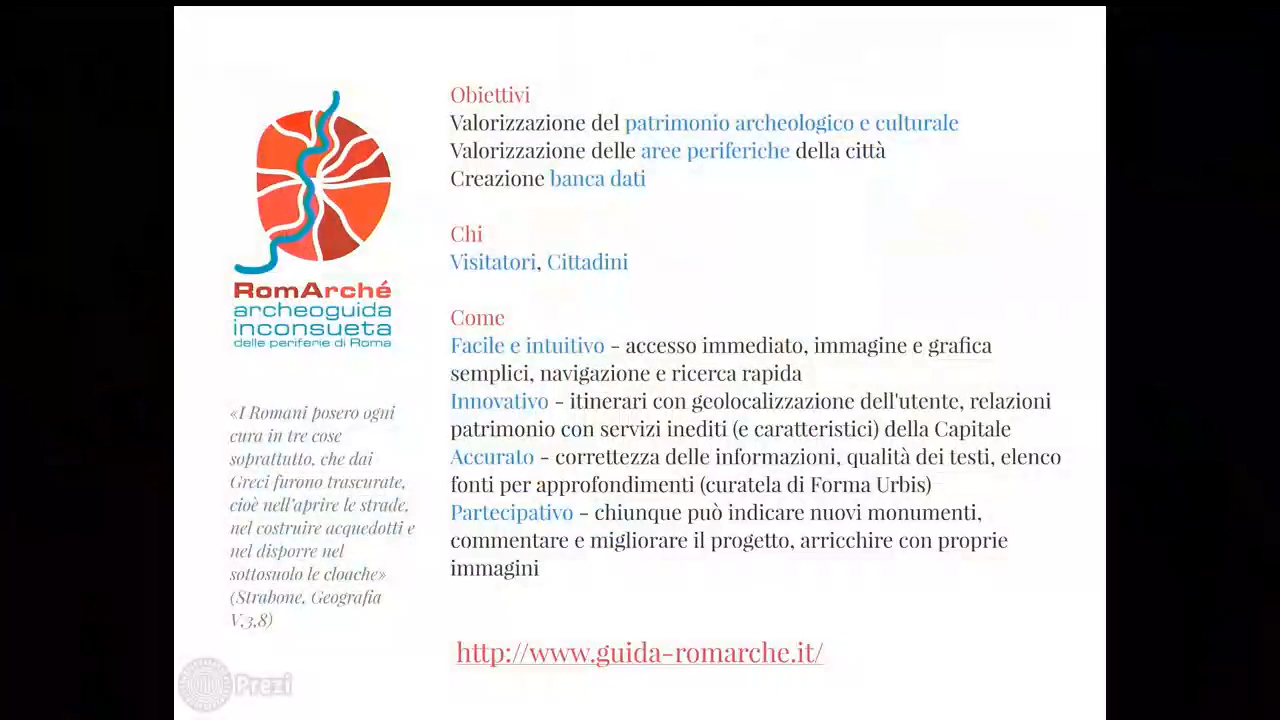 RomArché
archeoguida
inconsueta
delle periferie di Roma
«I Romani posero ogni
cura in tre cose
soprattutto, che dai
Greci furono trascurate,
cioè nell'aprire le strade,
nel costruire acquedotti e
nel disporre nel
sottosuolo le cloache»
(Strabone, Geografia
V,3,8)
Obiettivi
Valorizzazione del patrimonio archeologico e culturale
Valorizzazione delle aree periferiche della città
Creazione banca dati
Chi
Visitatori, Cittadini
Come
Facile e intuitivo - accesso immediato, immagine e grafica
semplici, navigazione e ricerca rapida
Innovativo - itinerari con geolocalizzazione dell'utente, relazioni
patrimonio con servizi inediti (e caratteristici) della Capitale
Accurato - correttezza delle informazioni, qualità dei testi, elenco
fonti per approfondimenti (curatela di Forma Urbis)
Partecipativo - chiunque può indicare nuovi monumenti,
commentare e migliorare il progetto, arricchire con proprie
immagini
http://www.guida-romarche.it/
Prezi